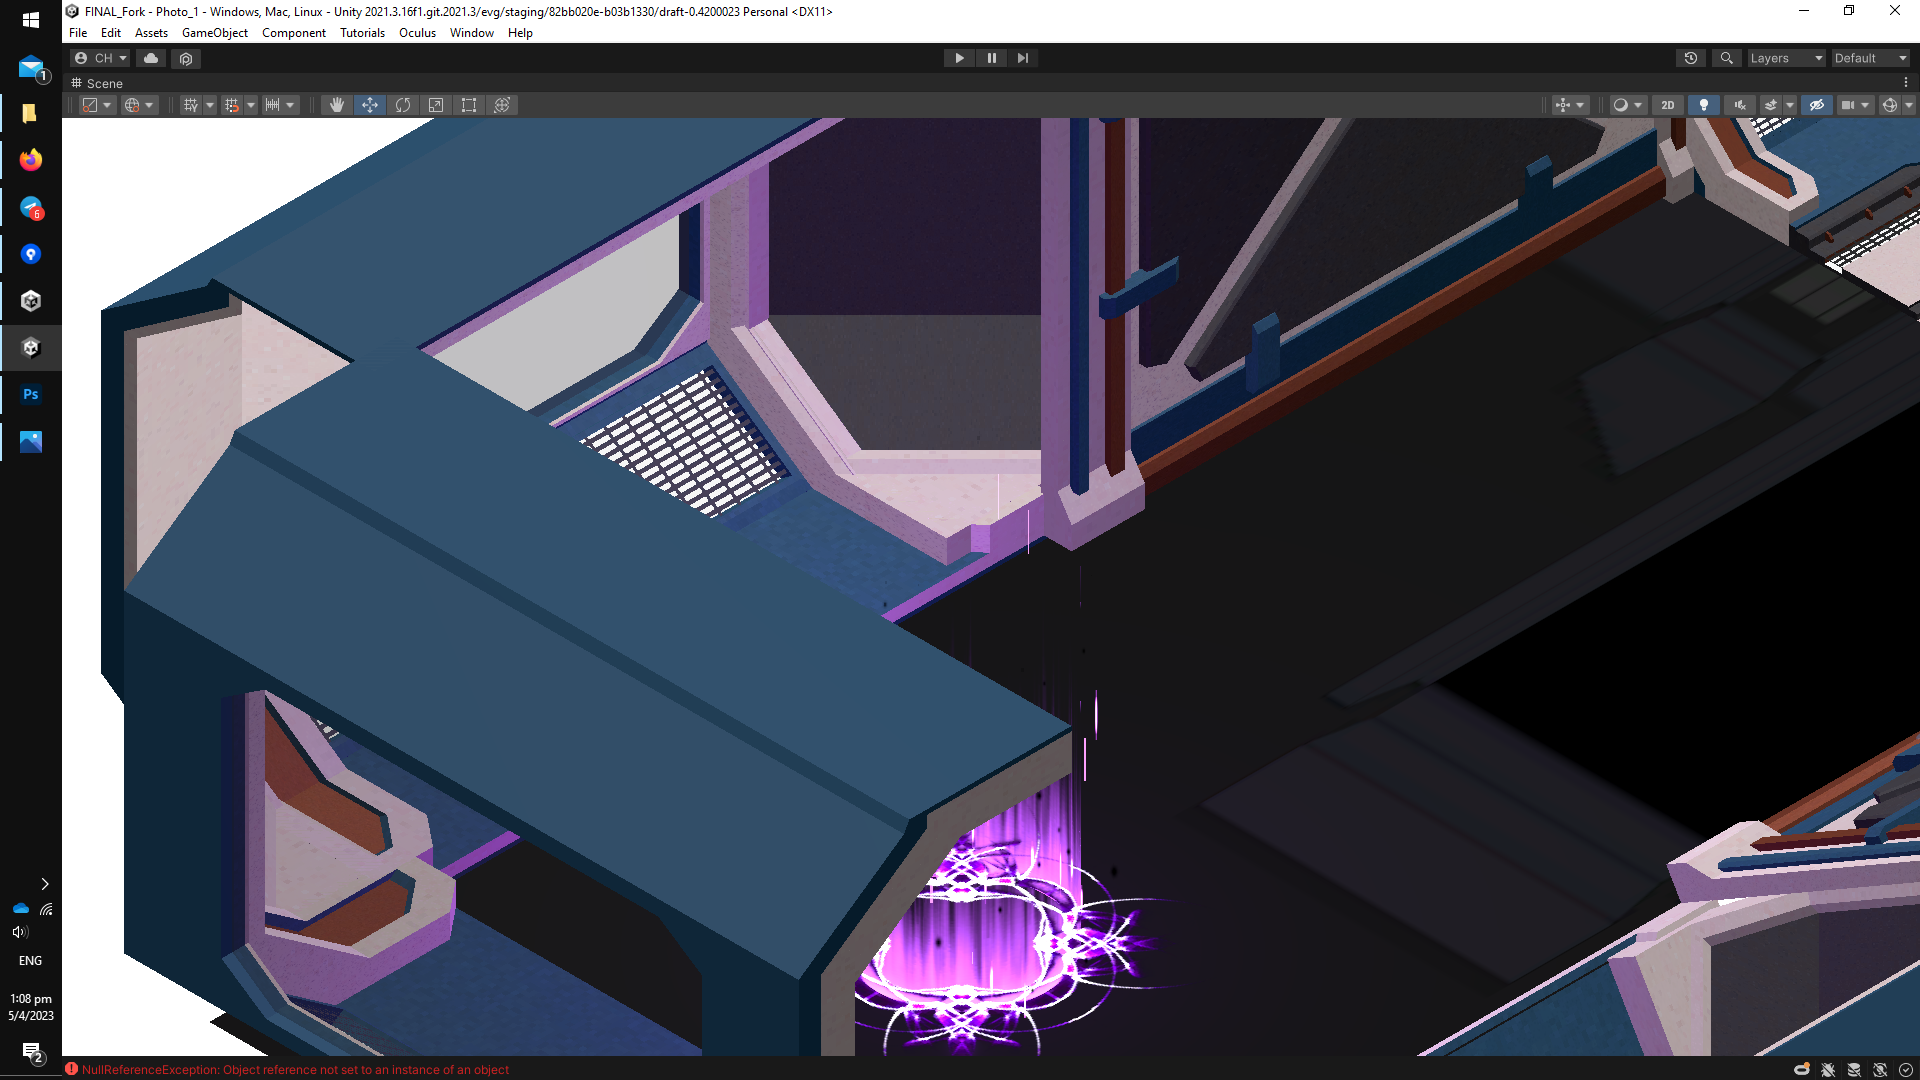 FINAL_Fork - Photo_1 - Windows, Mac, Linux - Unity 2021.3.16f1.git.2021.3/evg/staging/82bb020e-b03b1330/draft-0.4200023 Personal <DX11>
File Edit Assets GameObject Component Tutorials Oculus Window Help
CH Layers Default
Scene
2D
1
6
Ps
ENG
1:08 pm
5/4/2023
2
NullReferenceException: Object reference not set to an instance of an object